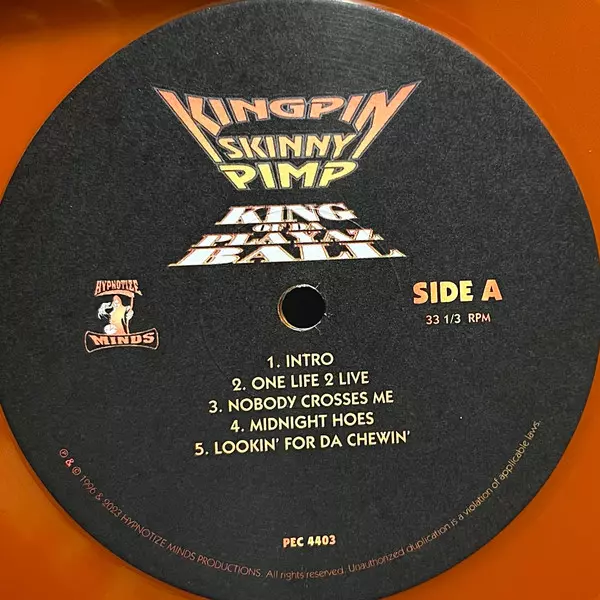 KINGPIN
SKINNY
PIMP
KING
OF DA
PLAYAZ
BALL
HYPNOTIZE
MINDS
SIDE A
33 1/3 RPM
1. INTRO
2. ONE LIFE 2 LIVE
3. NOBODY CROSSES ME
4. MIDNIGHT HOES
5. LOOKIN' FOR DA CHEWIN'
PEC 4403
℗ & © 1996 & 2023 HYPNOTIZE MINDS PRODUCTIONS. All rights reserved. Unauthorized duplication is a violation of applicable laws.